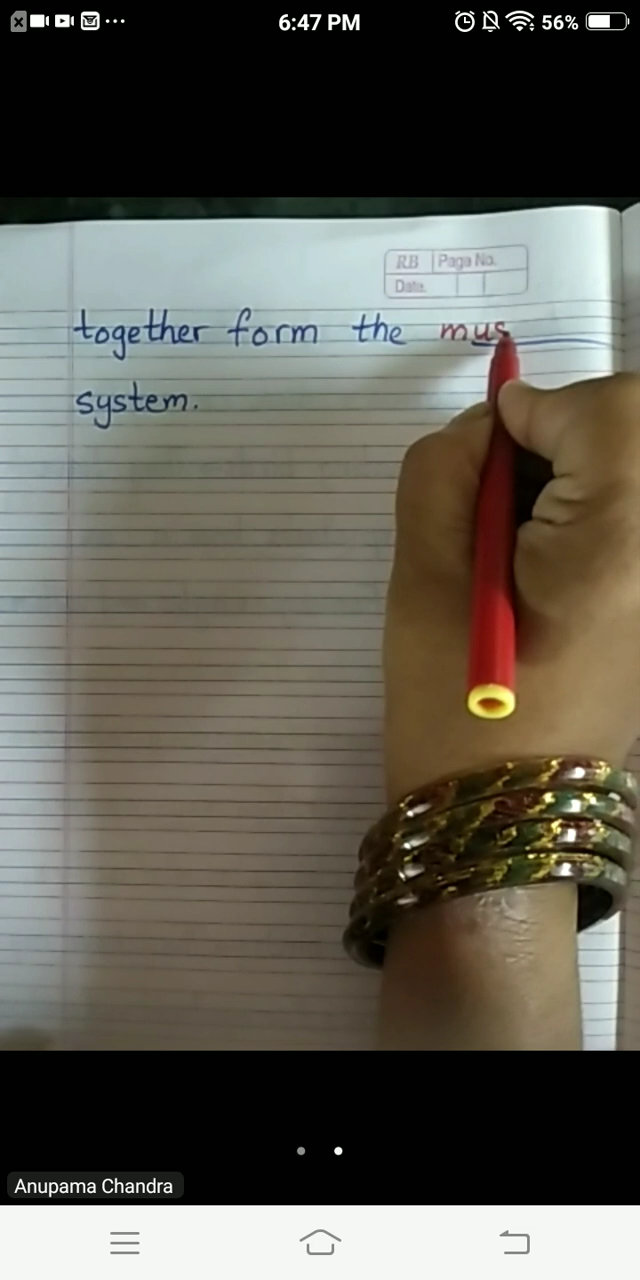 6:47 PM
56%
RB Page No.
Date.
together form the mus
system.
Anupama Chandra